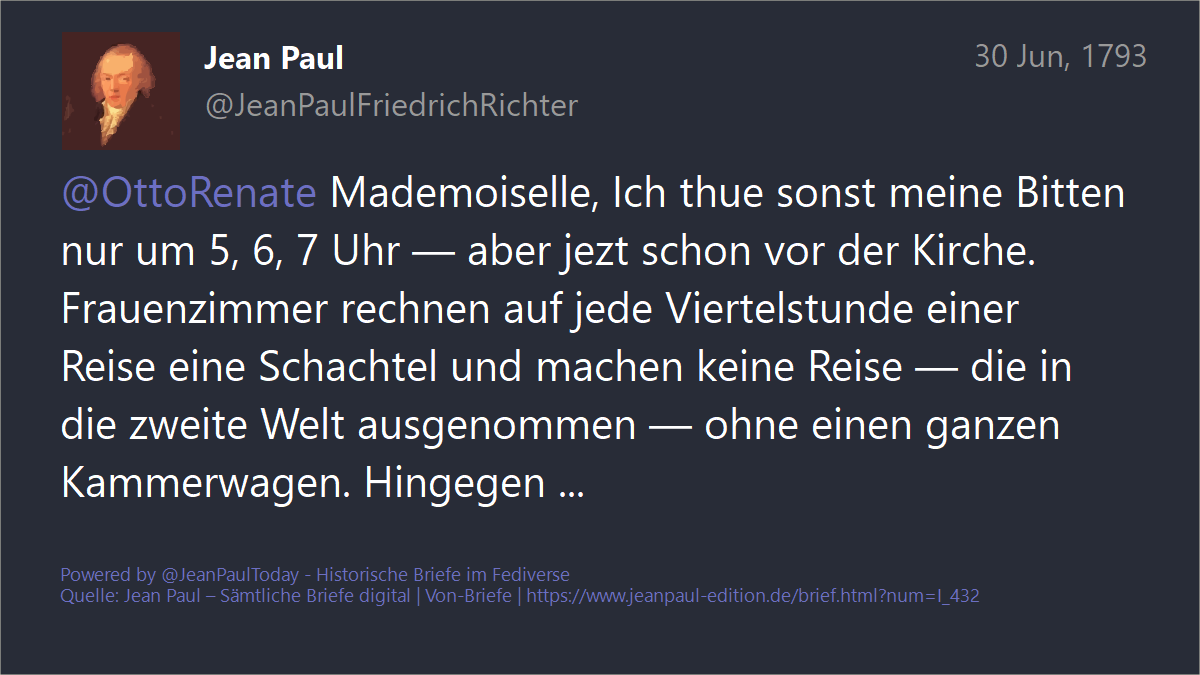 Jean Paul
30 Jun, 1793
@JeanPaulFriedrichRichter
@OttoRenate Mademoiselle, Ich thue sonst meine Bitten
nur um 5, 6, 7 Uhr — aber jezt schon vor der Kirche.
Frauenzimmer rechnen auf jede Viertelstunde einer
Reise eine Schachtel und machen keine Reise — die in
die zweite Welt ausgenommen — ohne einen ganzen
Kammerwagen. Hingegen ...
Powered by @JeanPaulToday - Historische Briefe im Fediverse
Quelle: Jean Paul – Sämtliche Briefe digital | Von-Briefe | https://www.jeanpaul-edition.de/brief.html?num=I_432